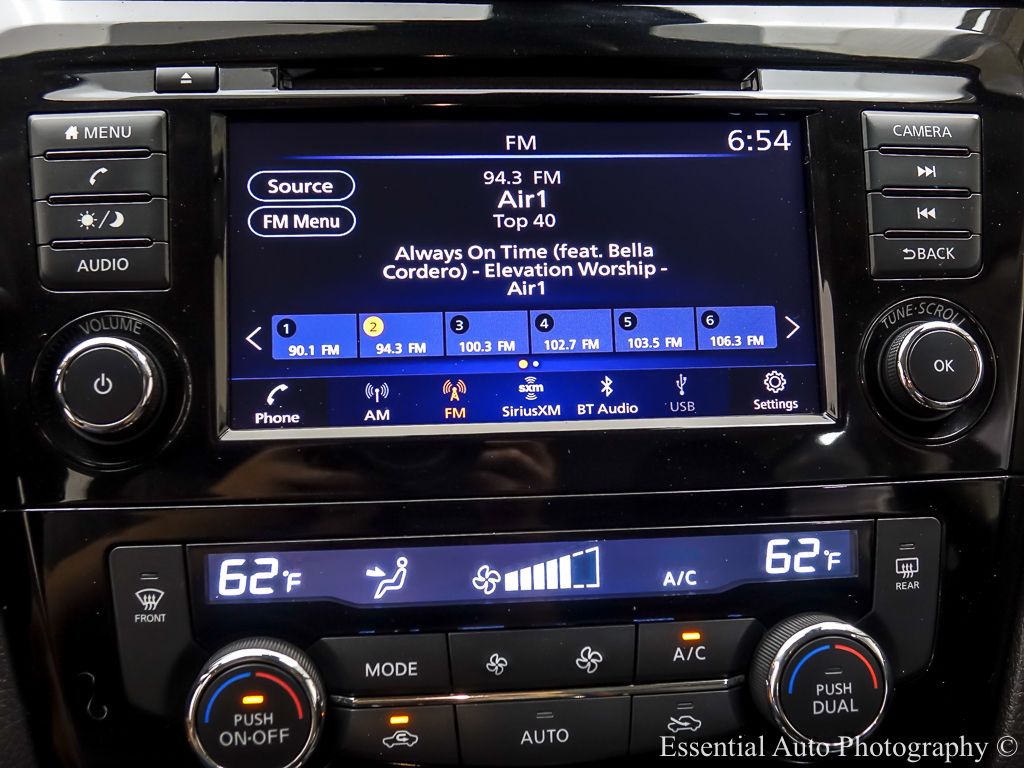 MENU
AUDIO
VOLUME
FM
6:54
Source
FM Menu
94.3 FM
Air1
Top 40
Always On Time (feat. Bella
Cordero) - Elevation Worship -
Air1
1 2 3 4 5 6
90.1 FM 94.3 FM 100.3 FM 102.7 FM 103.5 FM 106.3 FM
Phone AM FM SiriusXM BT Audio USB Settings
sxm
CAMERA
BACK
TUNE·SCROLL
OK
62°F A/C 62°F
FRONT
REAR
MODE
A/C
PUSH
ON·OFF
AUTO
PUSH
DUAL
Essential Auto Photography ©